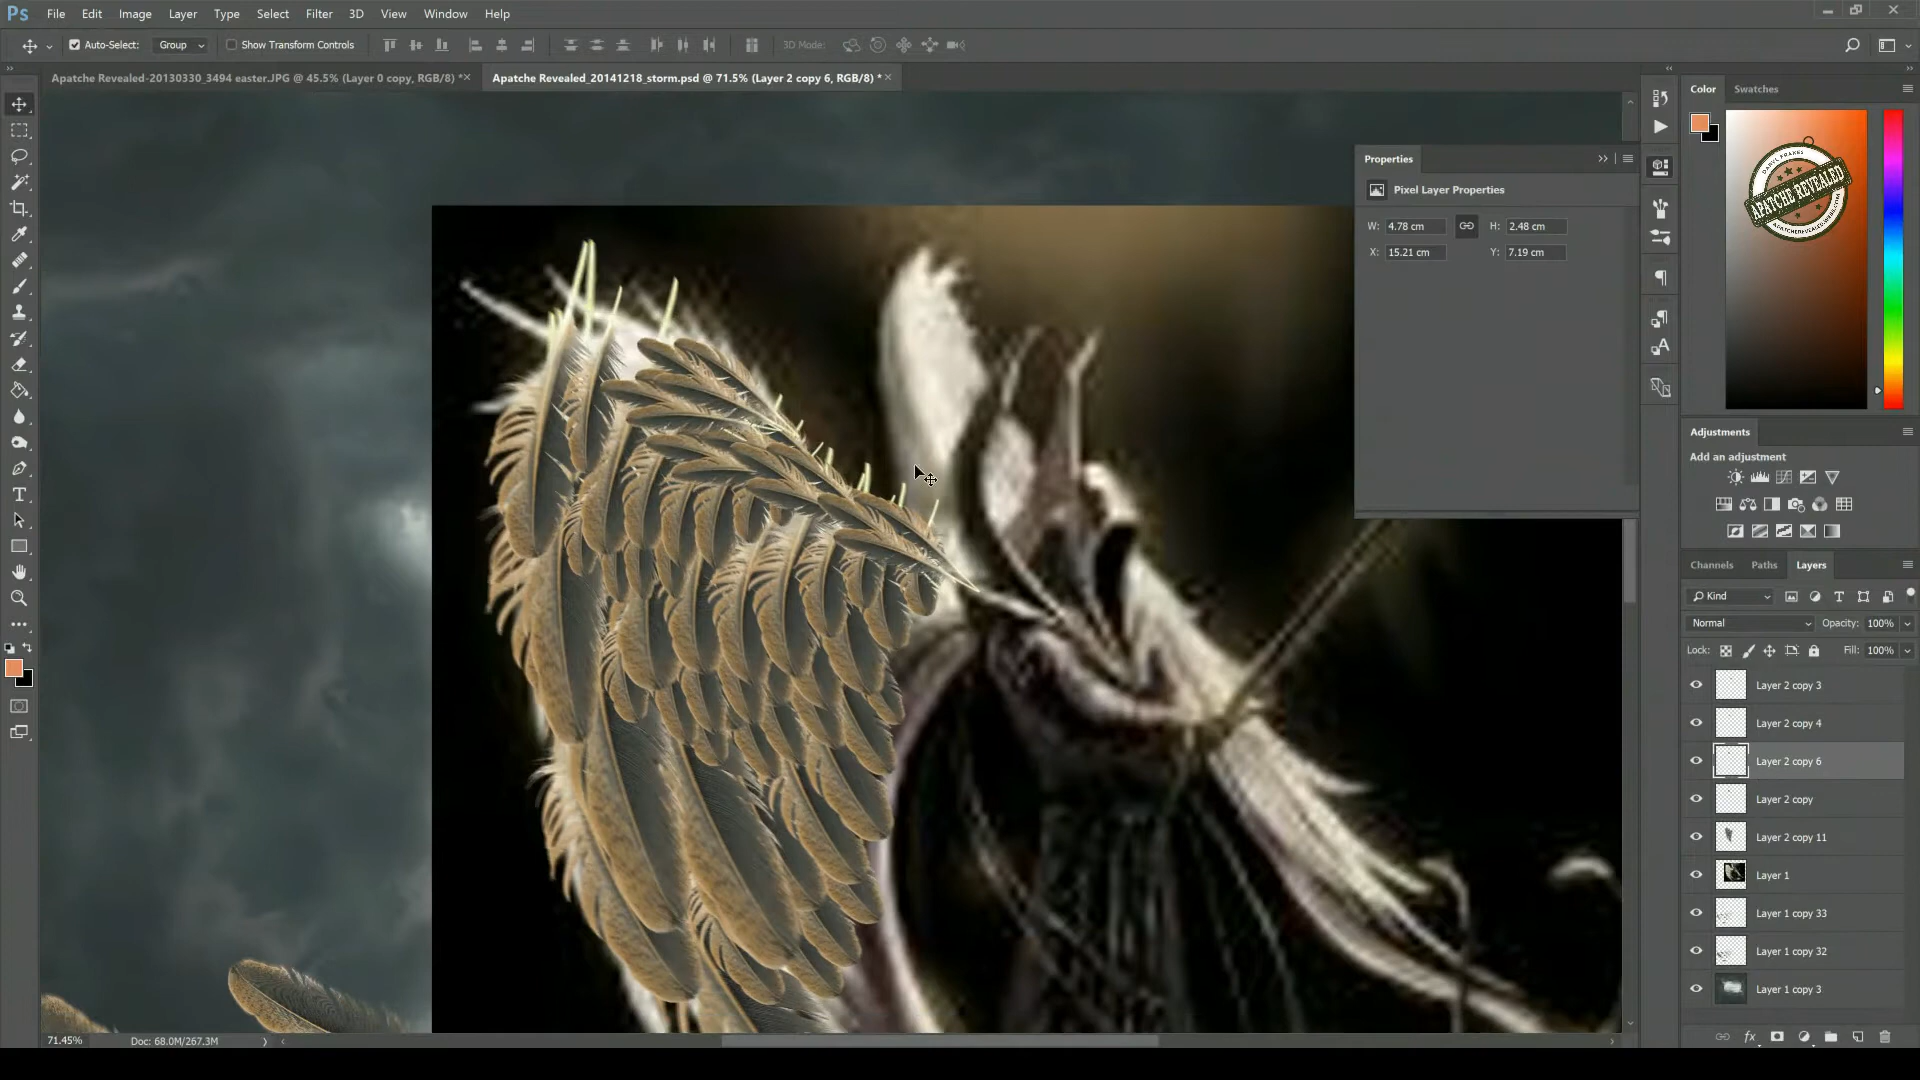 Ps File Edit Image Layer Type Select Filter 3D View Window Help
Auto-Select: Group Show Transform Controls 3D Mode:
Apatche Revealed-20130330_3494 easter.JPG @ 45.5% (Layer 0 copy, RGB/8) * Apatche Revealed_20141218_storm.psd @ 71.5% (Layer 2 copy 6, RGB/8) *
Color Swatches
DARYL FRAKES
APATCHE REVEALED
Properties
Pixel Layer Properties
W: 4.78 cm H: 2.48 cm
X: 15.21 cm Y: 7.19 cm
Adjustments
Add an adjustment
Channels Paths Layers
Kind
Normal Opacity: 100%
Lock: Fill: 100%
Layer 2 copy 3
Layer 2 copy 4
Layer 2 copy 6
Layer 2 copy
Layer 2 copy 11
Layer 1
Layer 1 copy 33
Layer 1 copy 32
Layer 1 copy 3
71.45% Doc: 68.0M/267.3M